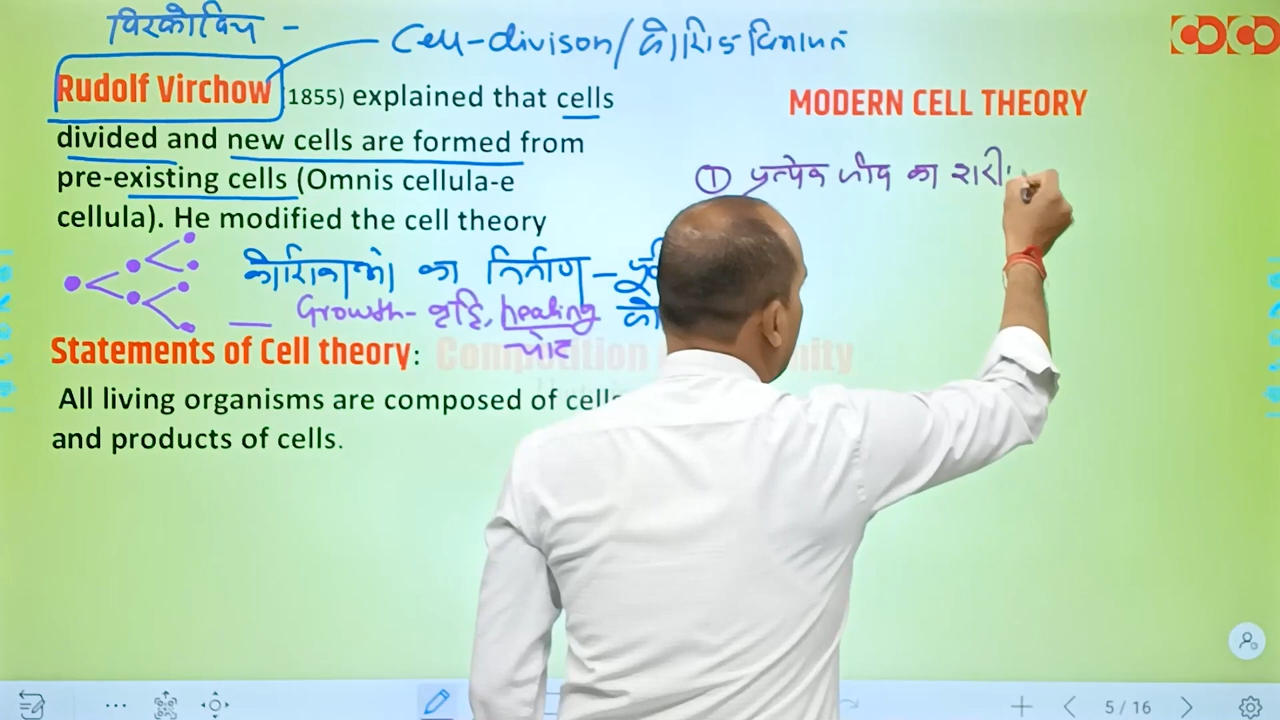 विरकोविय -
Cell-divison/कोशिका विभाजन
Rudolf Virchow (1855) explained that cells
divided and new cells are formed from
pre-existing cells (Omnis cellula-e
cellula). He modified the cell theory
कोशिकाओ का निर्माण -
Growth- वृद्दि, healing
चोट
Statements of Cell theory:
All living organisms are composed of cells
and products of cells.
MODERN CELL THEORY
① प्रत्येक जीव का शरी
5 / 16